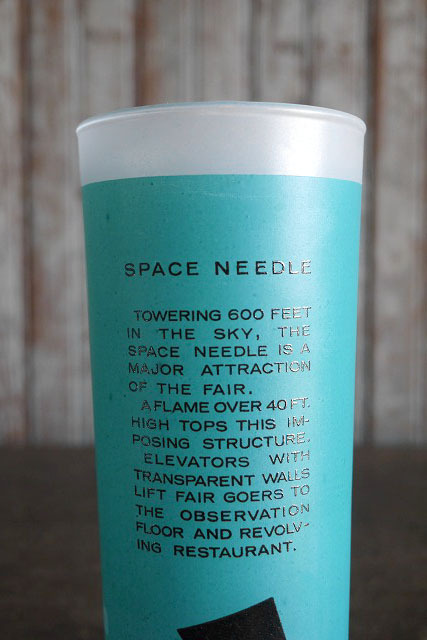 SPACE NEEDLE
TOWERING 600 FEET
IN THE SKY, THE
SPACE NEEDLE IS A
MAJOR ATTRACTION
OF THE FAIR.
A FLAME OVER 40 FT.
HIGH TOPS THIS IM-
POSING STRUCTURE.
ELEVATORS WITH
TRANSPARENT WALLS
LIFT FAIR GOERS TO
THE OBSERVATION
FLOOR AND REVOLV-
ING RESTAURANT.